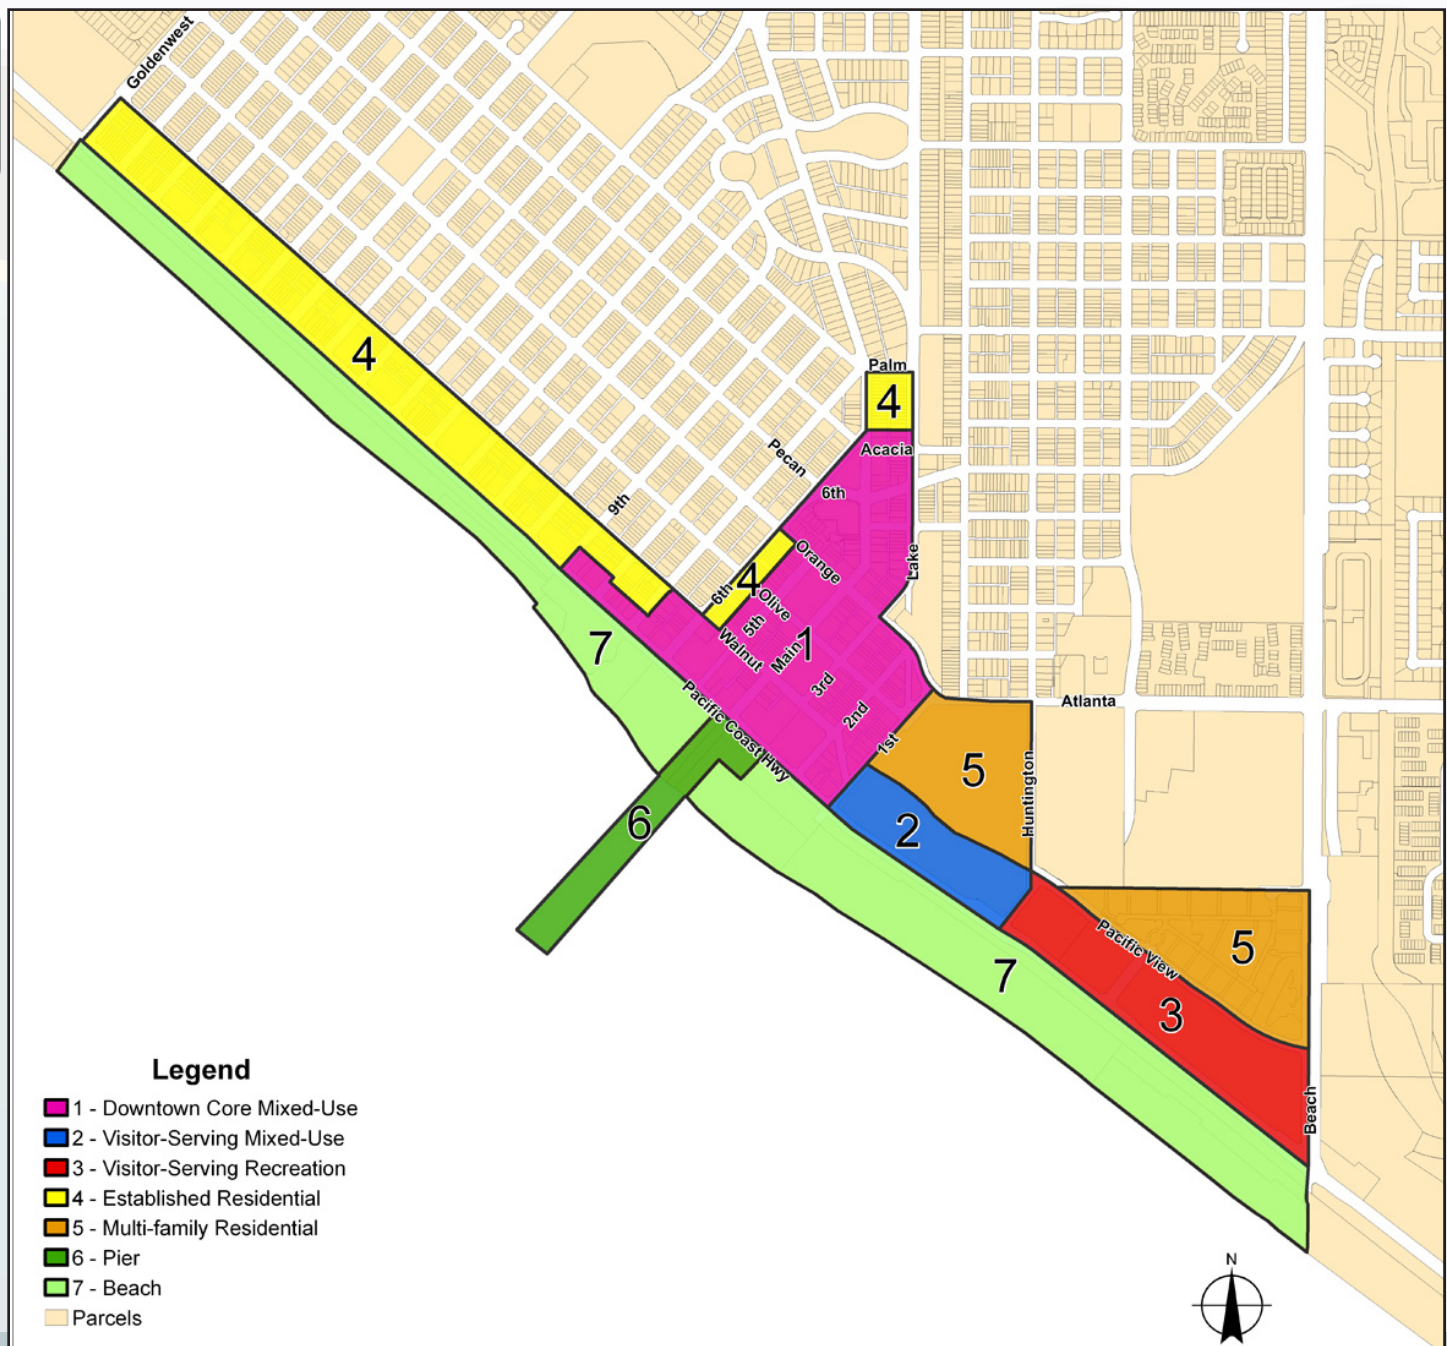 Goldenwest
4
Palm
4
Pecan
Acacia
6th
9th
Orange
Lake
4
6th
Olive
5th
7
1
Walnut
Main
3rd
Pacific Coast Hwy
2nd
Atlanta
1st
5
Huntington
6
2
Pacific View
5
7
3
Beach
Legend
1 - Downtown Core Mixed-Use
2 - Visitor-Serving Mixed-Use
3 - Visitor-Serving Recreation
4 - Established Residential
5 - Multi-family Residential
6 - Pier
7 - Beach
Parcels
N